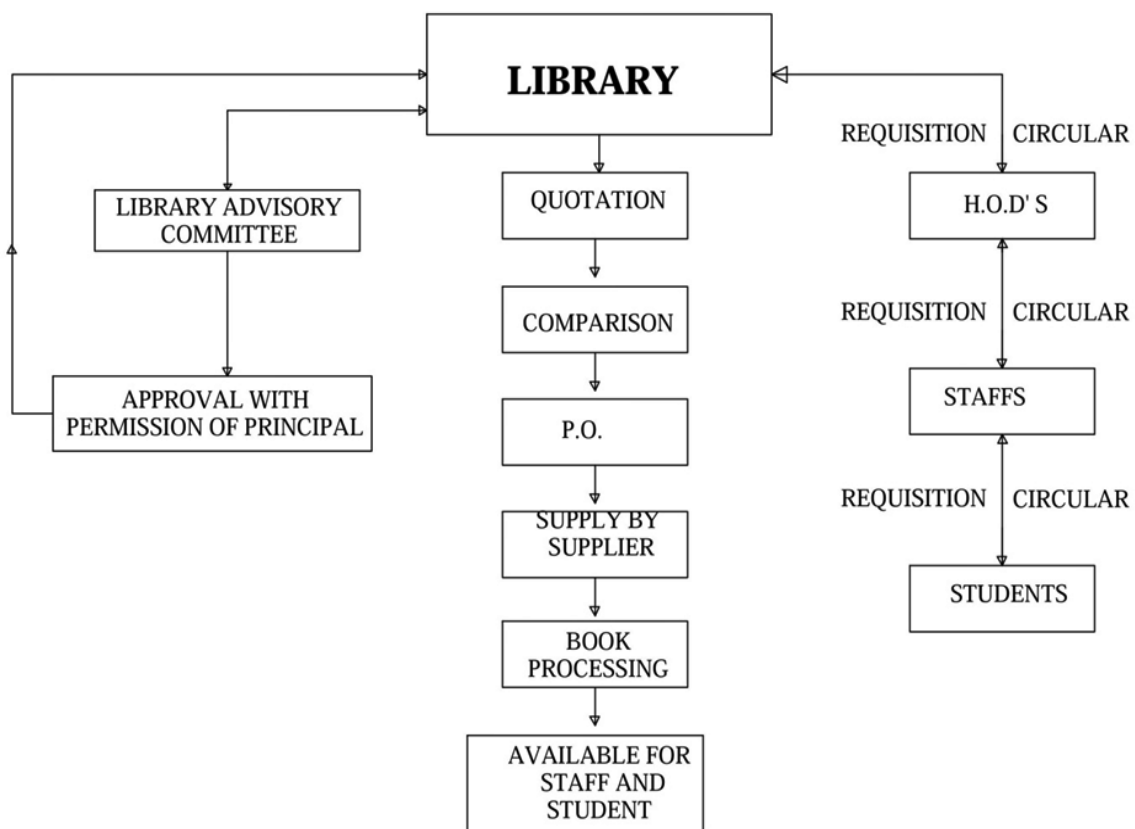 LIBRARY
REQUISITION CIRCULAR
LIBRARY ADVISORY
COMMITTEE
QUOTATION
H.O.D' S
COMPARISON
REQUISITION CIRCULAR
APPROVAL WITH
PERMISSION OF PRINCIPAL
P.O.
STAFFS
REQUISITION CIRCULAR
SUPPLY BY
SUPPLIER
STUDENTS
BOOK
PROCESSING
AVAILABLE FOR
STAFF AND
STUDENT